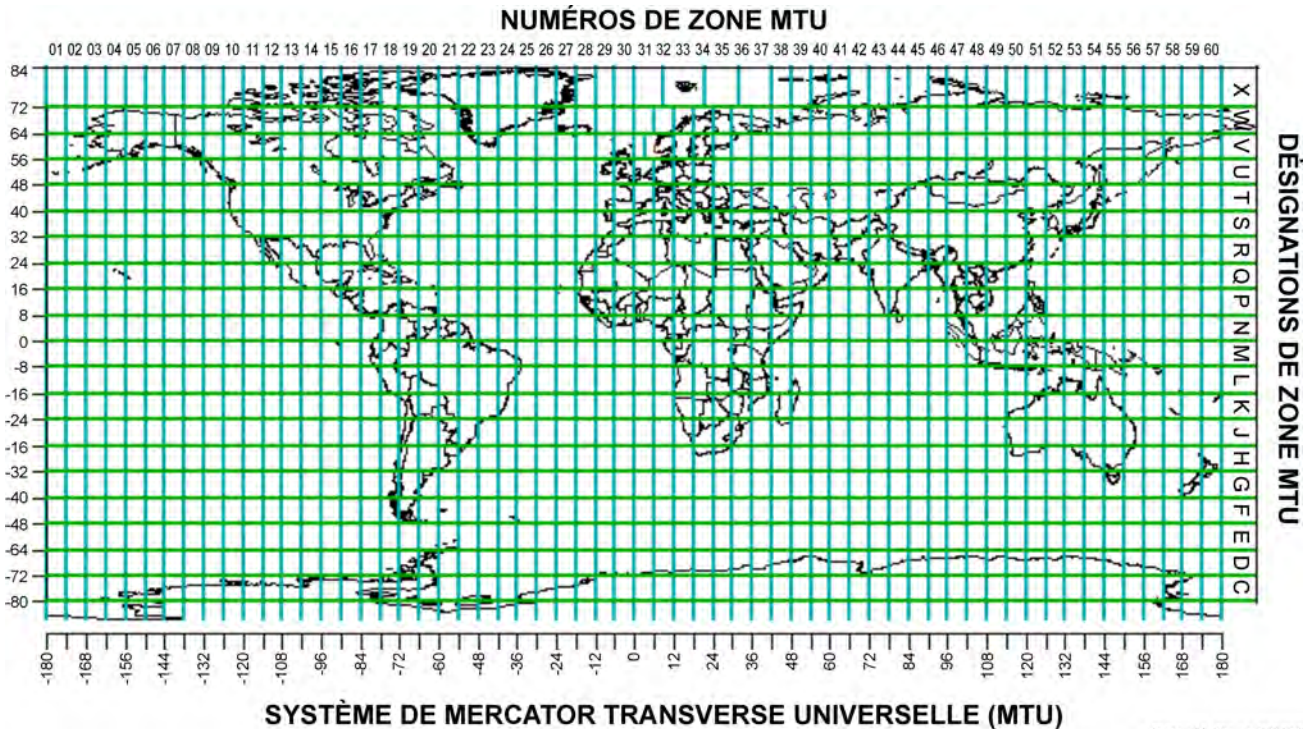 NUMÉROS DE ZONE MTU
01 02 03 04 05 06 07 08 09 10 11 12 13 14 15 16 17 18 19 20 21 22 23 24 25 26 27 28 29 30 31 32 33 34 35 36 37 38 39 40 41 42 43 44 45 46 47 48 49 50 51 52 53 54 55 56 57 58 59 60
84
72
64
56
48
40
32
24
16
8
0
-8
-16
-24
-16
-32
-40
-48
-64
-72
-80
X
W
V
U
T
S
R
Q
P
N
M
L
K
J
H
G
F
E
D
C
DÉSIGNATIONS DE ZONE MTU
-180 -168 -156 -144 -132 -120 -108 -96 -84 -72 -60 -48 -36 -24 -12 0 12 24 36 48 60 72 84 96 108 120 132 144 156 168 180
SYSTÈME DE MERCATOR TRANSVERSE UNIVERSELLE (MTU)